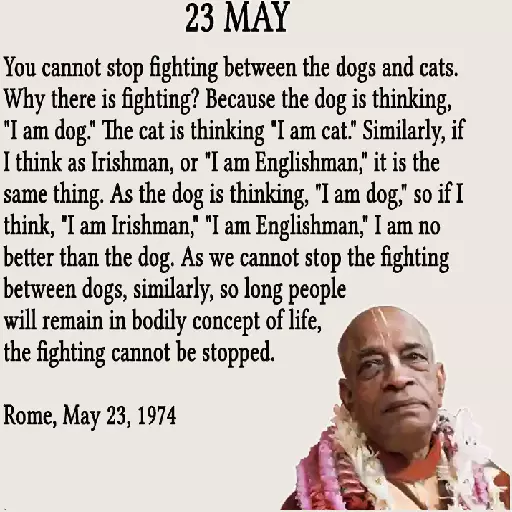 23 MAY
You cannot stop fighting between the dogs and cats.
Why there is fighting? Because the dog is thinking,
"I am dog." The cat is thinking "I am cat." Similarly, if
I think as Irishman, or "I am Englishman," it is the
same thing. As the dog is thinking, "I am dog," so if I
think, "I am Irishman," "I am Englishman," I am no
better than the dog. As we cannot stop the fighting
between dogs, similarly, so long people
will remain in bodily concept of life,
the fighting cannot be stopped.
Rome, May 23, 1974